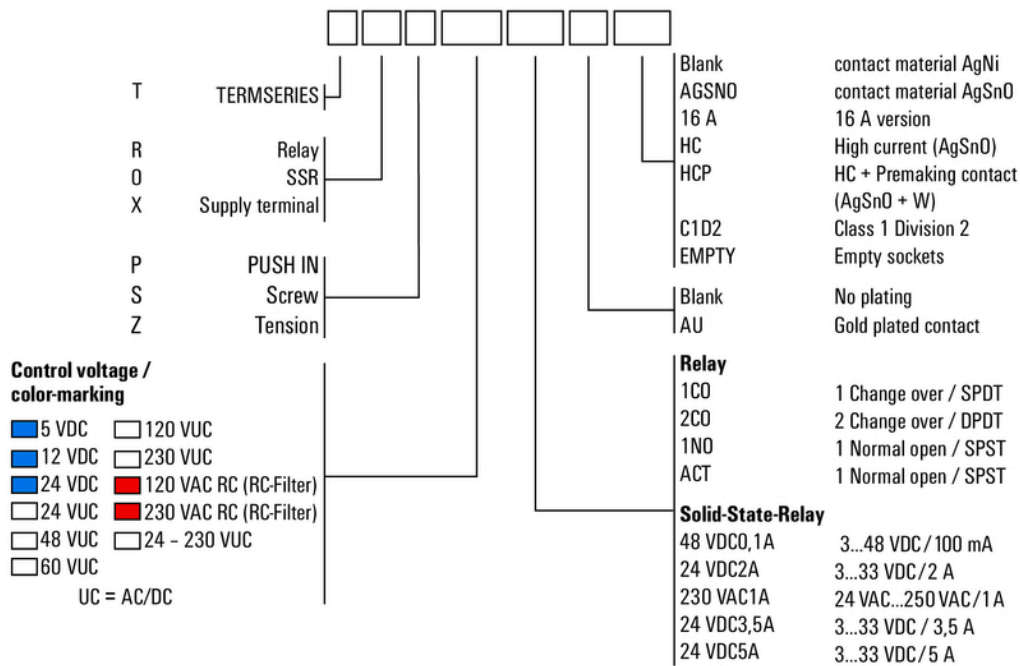 T TERMSERIES
R Relay
O SSR
X Supply terminal
P PUSH IN
S Screw
Z Tension
Control voltage /
color-marking
5 VDC 120 VUC
12 VDC 230 VUC
24 VDC 120 VAC RC (RC-Filter)
24 VUC 230 VAC RC (RC-Filter)
48 VUC 24 – 230 VUC
60 VUC
UC = AC/DC
Blank contact material AgNi
AGSNO contact material AgSnO
16 A 16 A version
HC High current (AgSnO)
HCP HC + Premaking contact
(AgSnO + W)
C1D2 Class 1 Division 2
EMPTY Empty sockets
Blank No plating
AU Gold plated contact
Relay
1CO 1 Change over / SPDT
2CO 2 Change over / DPDT
1NO 1 Normal open / SPST
ACT 1 Normal open / SPST
Solid-State-Relay
48 VDC0,1A 3...48 VDC/100 mA
24 VDC2A 3...33 VDC/2 A
230 VAC1A 24 VAC...250 VAC/1 A
24 VDC3,5A 3...33 VDC / 3,5 A
24 VDC5A 3...33 VDC/5 A